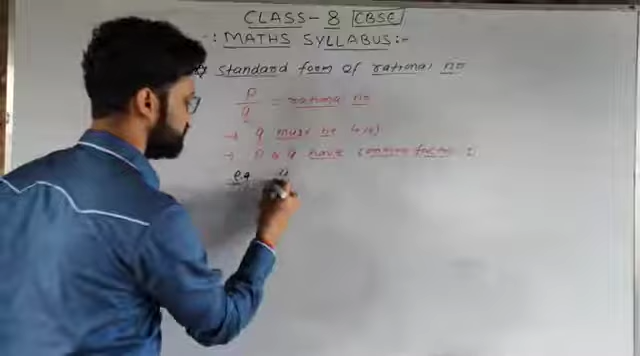 CLASS-8 CBSE
: MATHS SYLLABUS:-
standard form of rational no
P/q = rational no
→ q must be (+ve)
→ P & q have common factor 1
e.g